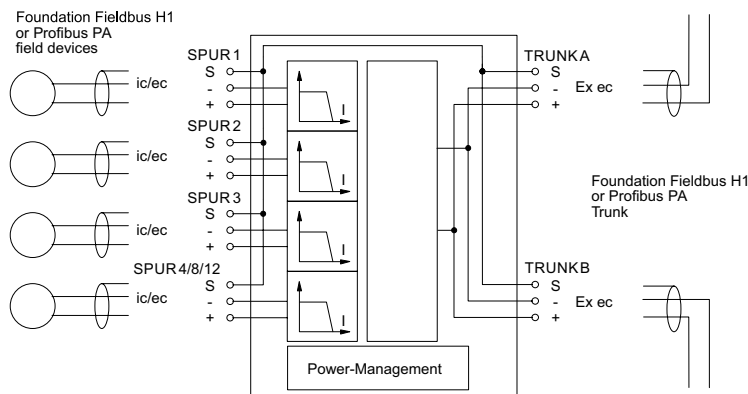 Foundation Fieldbus H1
or Profibus PA
field devices
SPUR 1
S
-
+
ic/ec
I
SPUR 2
S
-
+
ic/ec
I
SPUR 3
S
-
+
ic/ec
I
SPUR 4/8/12
S
-
+
ic/ec
I
Power-Management
TRUNK A
S
-
+
Ex ec
Foundation Fieldbus H1
or Profibus PA
Trunk
TRUNK B
S
-
+
Ex ec